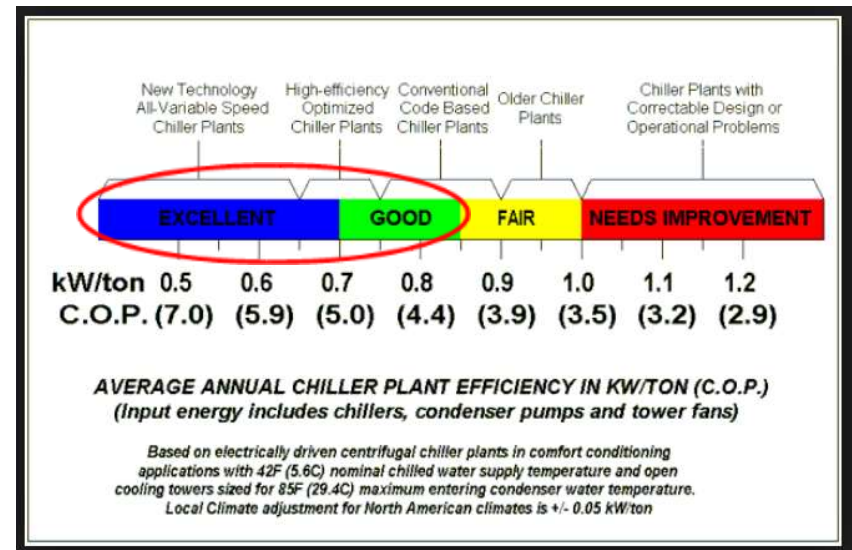 New Technology
All-Variable Speed
Chiller Plants
High-efficiency
Optimized
Chiller Plants
Conventional
Code Based
Chiller Plants
Older Chiller
Plants
Chiller Plants with
Correctable Design or
Operational Problems
EXCELLENT GOOD FAIR NEEDS IMPROVEMENT
kW/ton 0.5 0.6 0.7 0.8 0.9 1.0 1.1 1.2
C.O.P. (7.0) (5.9) (5.0) (4.4) (3.9) (3.5) (3.2) (2.9)
AVERAGE ANNUAL CHILLER PLANT EFFICIENCY IN KW/TON (C.O.P.)
(Input energy includes chillers, condenser pumps and tower fans)
Based on electrically driven centrifugal chiller plants in comfort conditioning
applications with 42F (5.6C) nominal chilled water supply temperature and open
cooling towers sized for 85F (29.4C) maximum entering condenser water temperature.
Local Climate adjustment for North American climates is +/- 0.05 kW/ton